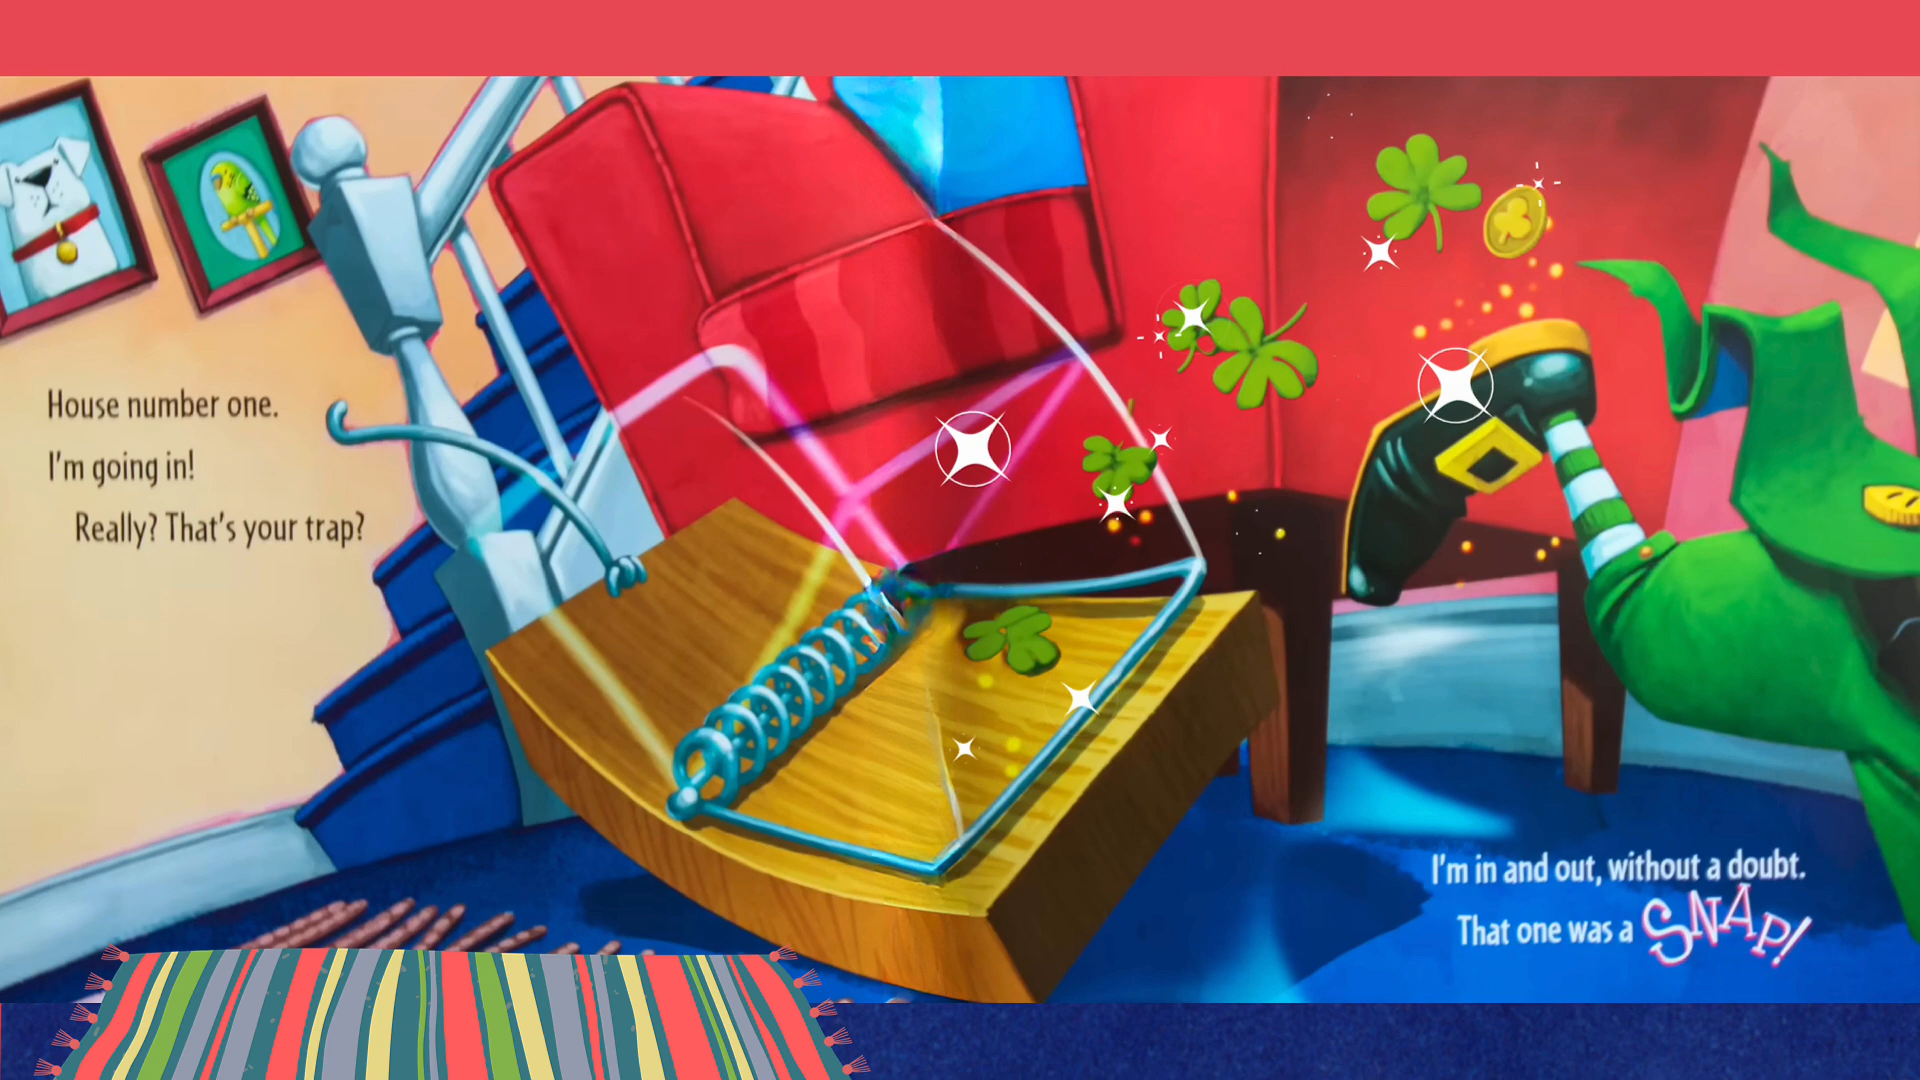 House number one.
I'm going in!
Really? That's your trap?
I'm in and out, without a doubt.
That one was a SNAP!